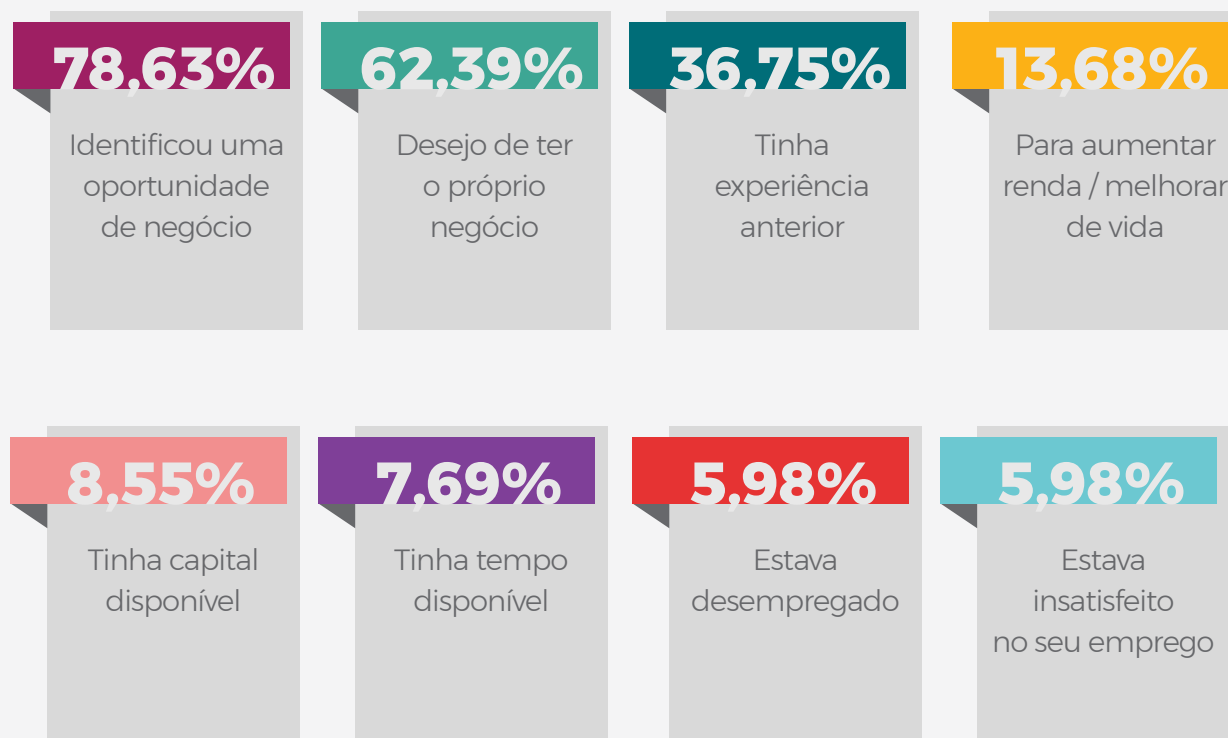 78,63%
Identificou uma
oportunidade
de negócio
62,39%
Desejo de ter
o próprio
negócio
36,75%
Tinha
experiência
anterior
13,68%
Para aumentar
renda / melhorar
de vida
8,55%
Tinha capital
disponível
7,69%
Tinha tempo
disponível
5,98%
Estava
desempregado
5,98%
Estava
insatisfeito
no seu emprego